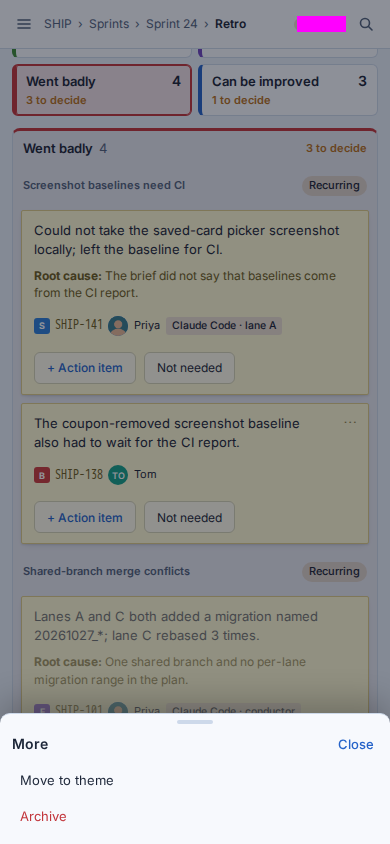 SHIP › Sprints › Sprint 24 › Retro
Went badly 4
3 to decide
Can be improved 3
1 to decide
Went badly 4 3 to decide
Screenshot baselines need CI Recurring
Could not take the saved-card picker screenshot
locally; left the baseline for CI.
Root cause: The brief did not say that baselines come
from the CI report.
S SHIP-141 Priya Claude Code · lane A
+ Action item Not needed
The coupon-removed screenshot baseline ...
also had to wait for the CI report.
B SHIP-138 TO Tom
+ Action item Not needed
Shared-branch merge conflicts Recurring
Lanes A and C both added a migration named
20261027_*; lane C rebased 3 times.
Root cause: One shared branch and no per-lane
migration range in the plan.
S SHIP-101 Priya Claude Code · conductor
More Close
Move to theme
Archive